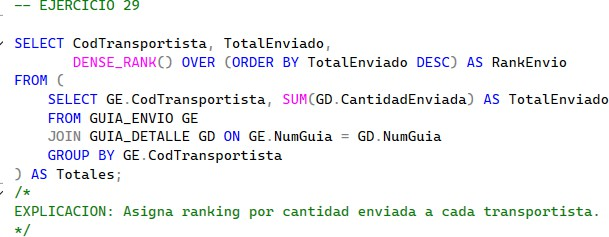 -- EJERCICIO 29
SELECT CodTransportista, TotalEnviado,
DENSE_RANK() OVER (ORDER BY TotalEnviado DESC) AS RankEnvio
FROM (
SELECT GE.CodTransportista, SUM(GD.CantidadEnviada) AS TotalEnviado
FROM GUIA_ENVIO GE
JOIN GUIA_DETALLE GD ON GE.NumGuia = GD.NumGuia
GROUP BY GE.CodTransportista
) AS Totales;
/*
EXPLICACION: Asigna ranking por cantidad enviada a cada transportista.
*/